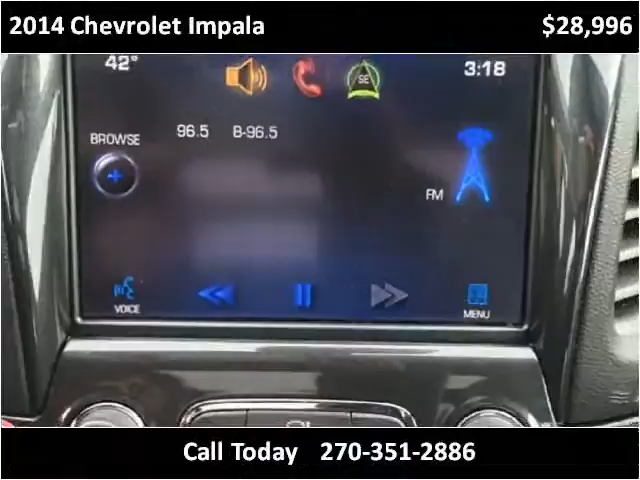 2014 Chevrolet Impala $28,996
42° SE 3:18
BROWSE 96.5 B-96.5
FM
VOICE MENU
Call Today 270-351-2886